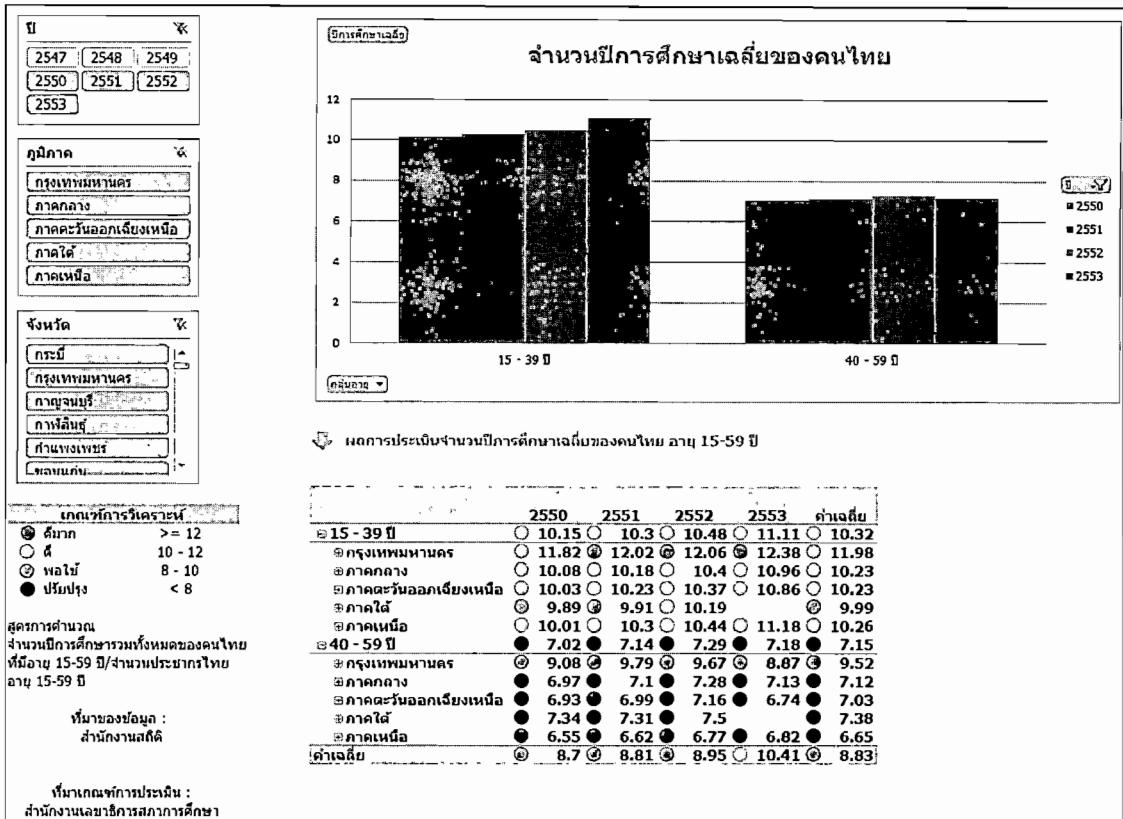 ปี
2547 2548 2549
2550 2551 2552
2553
ภูมิภาค
กรุงเทพมหานคร
ภาคกลาง
ภาคตะวันออกเฉียงเหนือ
ภาคใต้
ภาคเหนือ
จังหวัด
กระบี่
กรุงเทพมหานคร
กาญจนบุรี
กาฬสินธุ์
กำแพงเพชร
ขอนแก่น
เกณฑ์การวิเคราะห์
ดีมาก >= 12
ดี 10 - 12
พอใช้ 8 - 10
ปรับปรุง < 8
สูตรการคำนวณ
จำนวนปีการศึกษารวมทั้งหมดของคนไทย
ที่มีอายุ 15-59 ปี/จำนวนประชากรไทย
อายุ 15-59 ปี
ที่มาของข้อมูล :
สำนักงานสถิติ
ที่มาเกณฑ์การประเมิน :
สำนักงานเลขาธิการสภาการศึกษา
ปีการศึกษาเฉลี่ย
จำนวนปีการศึกษาเฉลี่ยของคนไทย
12
10
8
6
4
2
0
15 - 39 ปี 40 - 59 ปี
กลุ่มอายุ
ปี
2550
2551
2552
2553
ผลการประเมินจำนวนปีการศึกษาเฉลี่ยของคนไทย อายุ 15-59 ปี
2550 2551 2552 2553 ค่าเฉลี่ย
15 - 39 ปี 10.15 10.3 10.48 11.11 10.32
กรุงเทพมหานคร 11.82 12.02 12.06 12.38 11.98
ภาคกลาง 10.08 10.18 10.4 10.96 10.23
ภาคตะวันออกเฉียงเหนือ 10.03 10.23 10.37 10.86 10.23
ภาคใต้ 9.89 9.91 10.19 9.99
ภาคเหนือ 10.01 10.3 10.44 11.18 10.26
40 - 59 ปี 7.02 7.14 7.29 7.18 7.15
กรุงเทพมหานคร 9.08 9.79 9.67 8.87 9.52
ภาคกลาง 6.97 7.1 7.28 7.13 7.12
ภาคตะวันออกเฉียงเหนือ 6.93 6.99 7.16 6.74 7.03
ภาคใต้ 7.34 7.31 7.5 7.38
ภาคเหนือ 6.55 6.62 6.77 6.82 6.65
ค่าเฉลี่ย 8.7 8.81 8.95 10.41 8.83